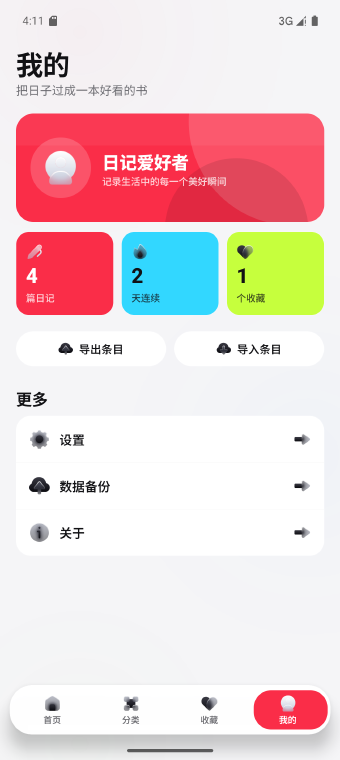 4:11
3G
我的
把日子过成一本好看的书
日记爱好者
记录生活中的每一个美好瞬间
4
篇日记
2
天连续
1
个收藏
导出条目
导入条目
更多
设置
数据备份
关于
首页
分类
收藏
我的